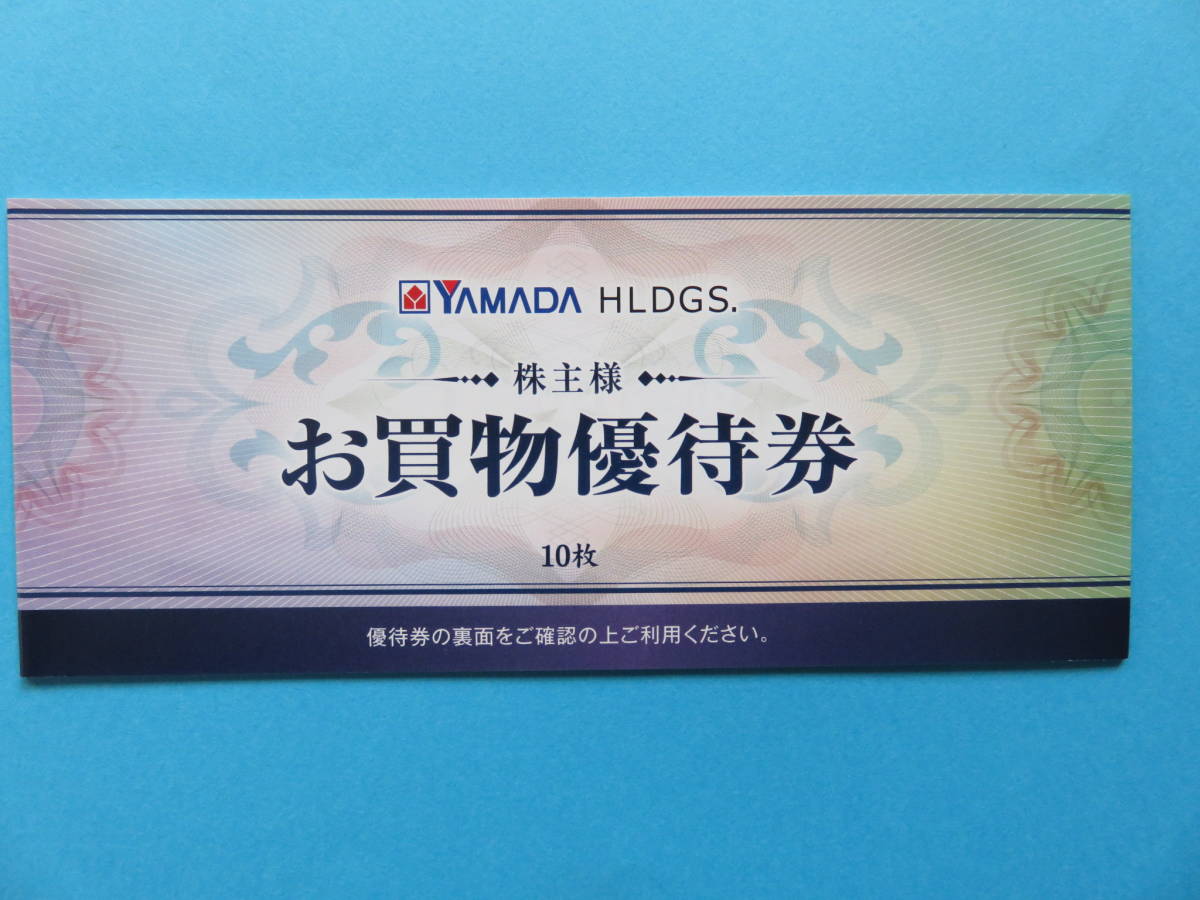 YAMADA HLDGS.
株主様
お買物優待券
10枚
優待券の裏面をご確認の上ご利用ください。